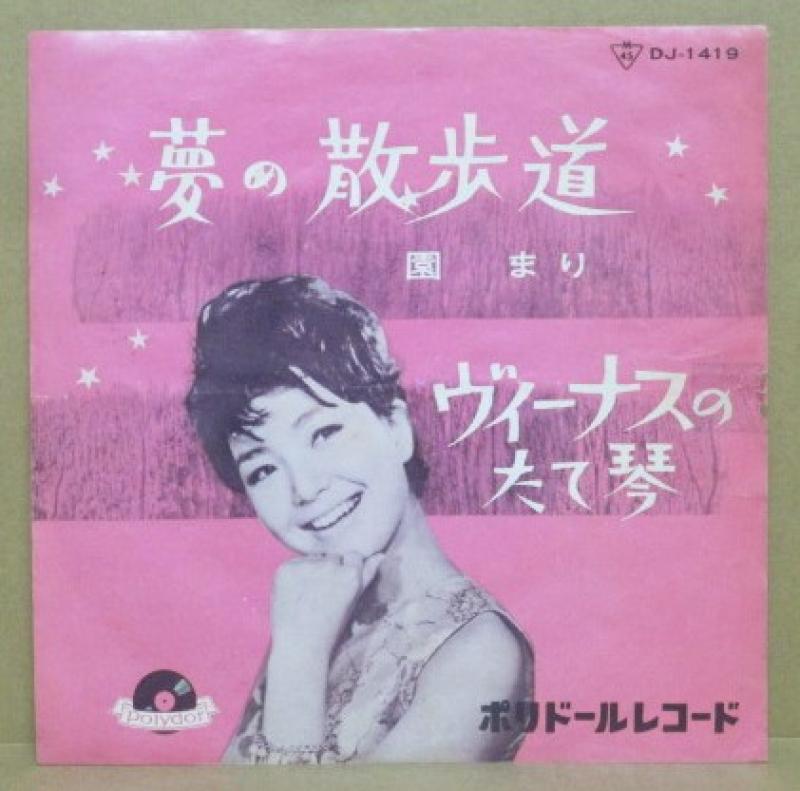 M
45
DJ-1419
夢の散歩道
園 まり
ヴィーナスの
たて琴
polydor
ポリドールレコード